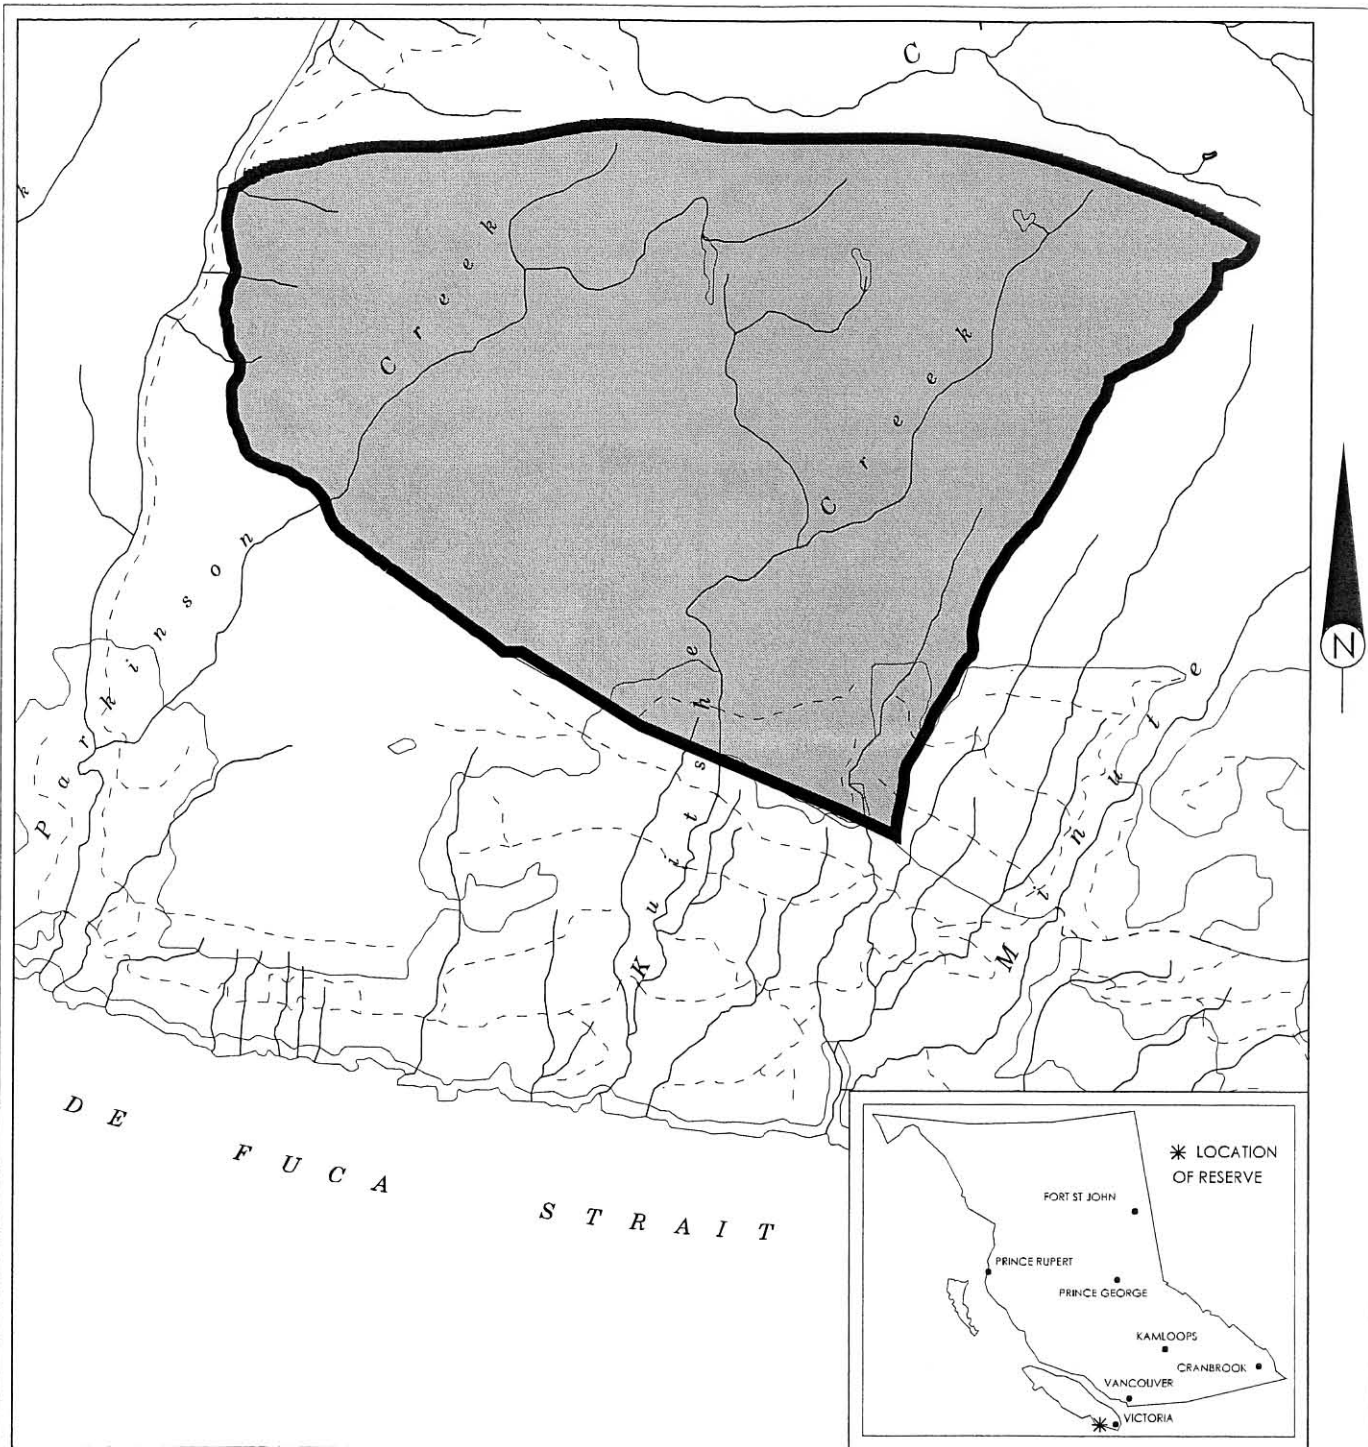 C
k
Creek
Creek
Parkinson
Kuitshe
Minute
N
DE FUCA STRAIT
LOCATION
OF RESERVE
FORT ST JOHN
PRINCE RUPERT
PRINCE GEORGE
KAMLOOPS
CRANBROOK
VANCOUVER
VICTORIA